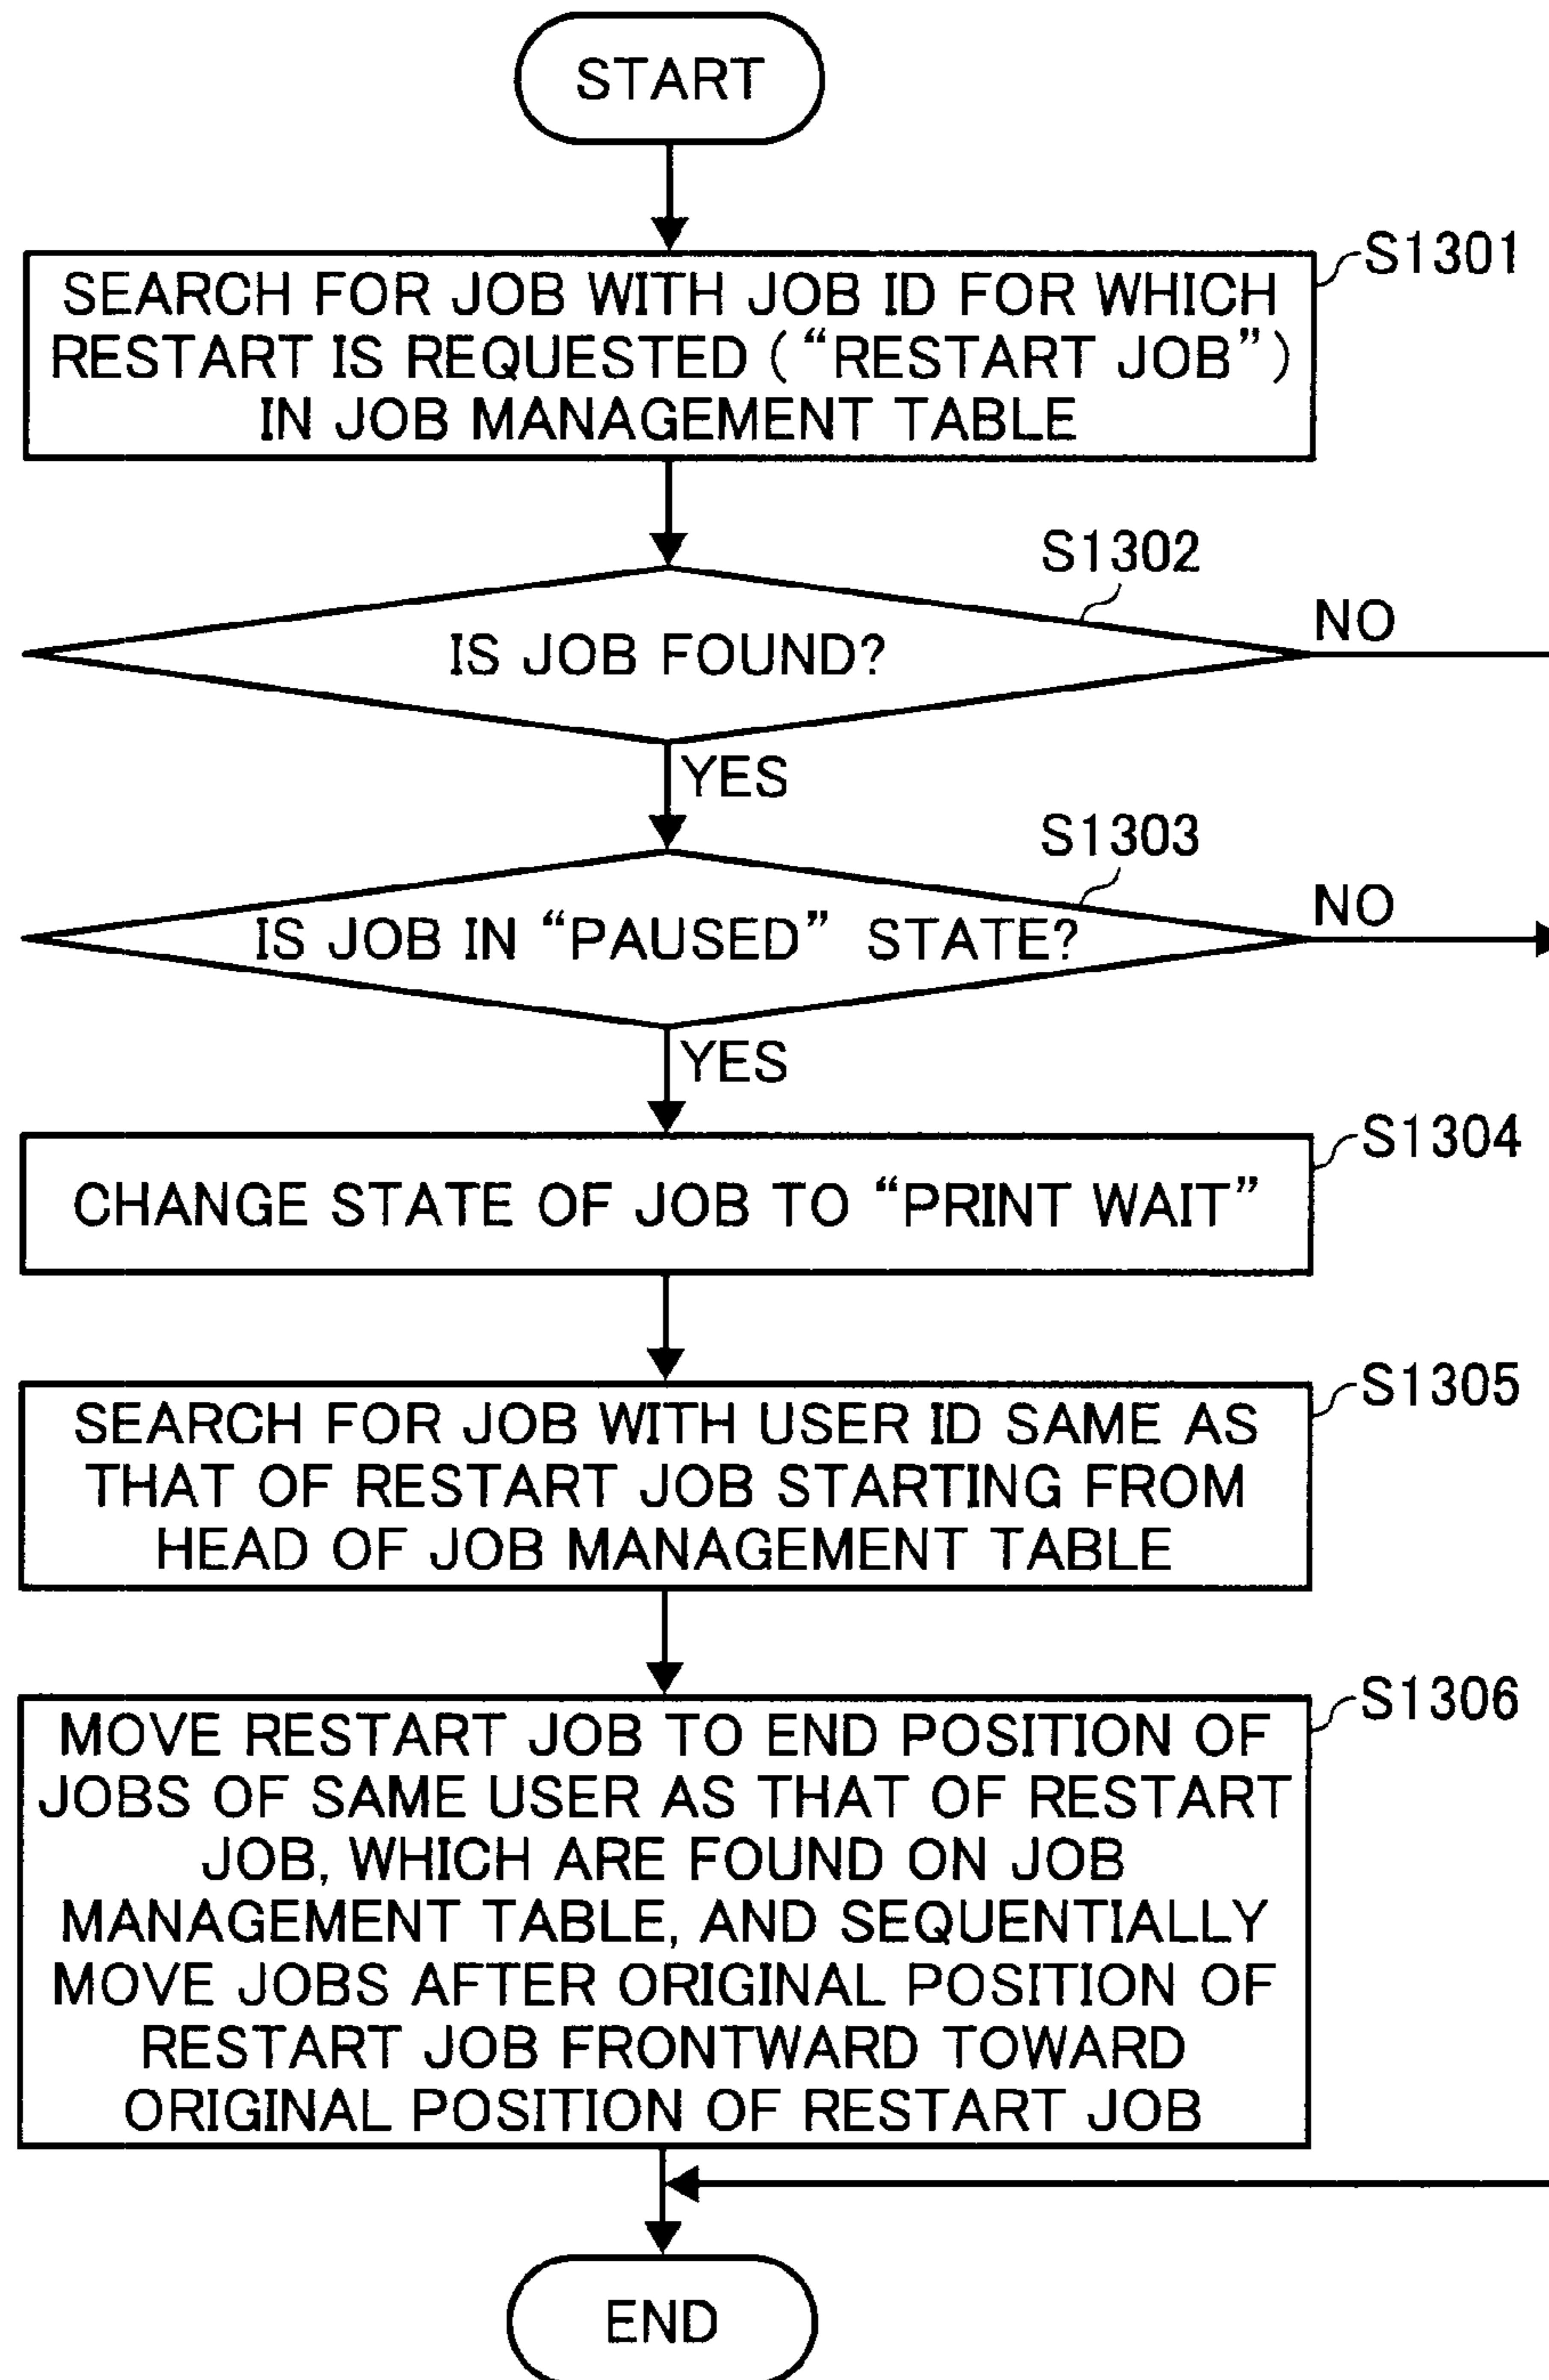 START
S1301
SEARCH FOR JOB WITH JOB ID FOR WHICH
RESTART IS REQUESTED (“RESTART JOB”)
IN JOB MANAGEMENT TABLE
S1302
IS JOB FOUND?
NO
YES
S1303
IS JOB IN “PAUSED” STATE?
NO
YES
S1304
CHANGE STATE OF JOB TO “PRINT WAIT”
S1305
SEARCH FOR JOB WITH USER ID SAME AS
THAT OF RESTART JOB STARTING FROM
HEAD OF JOB MANAGEMENT TABLE
S1306
MOVE RESTART JOB TO END POSITION OF
JOBS OF SAME USER AS THAT OF RESTART
JOB, WHICH ARE FOUND ON JOB
MANAGEMENT TABLE, AND SEQUENTIALLY
MOVE JOBS AFTER ORIGINAL POSITION OF
RESTART JOB FRONTWARD TOWARD
ORIGINAL POSITION OF RESTART JOB
END